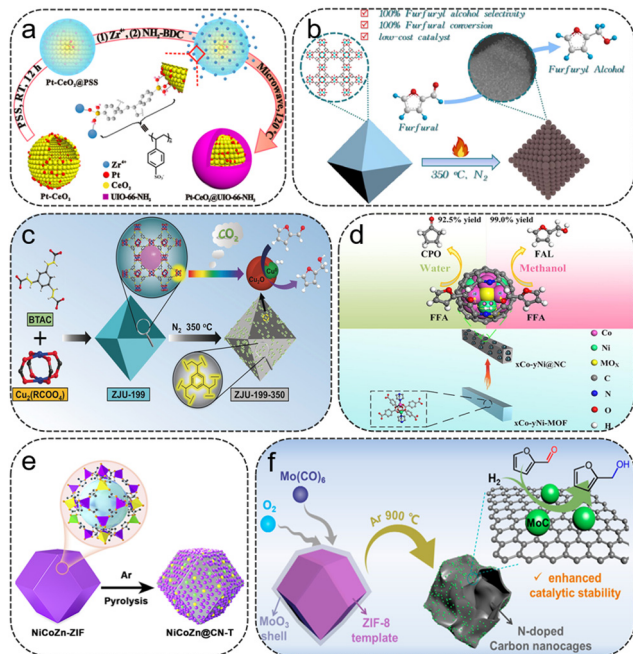 a
(1) Zr⁴⁺, (2) NH₂-BDC
Pt-CeO₂@PSS
PSS, RT, 12 h
Microwave, 120°C
Zr⁴⁺
Pt
CeO₂
UIO-66-NH₂
Pt-CeO₂
Pt-CeO₂@UIO-66-NH₂
b
100% Furfuryl alcohol selectivity
100% Furfural conversion
low-cost catalyst
Furfuryl Alcohol
Furfural
350 °C, N₂
c
CO₂
Cu⁰
Cu₂O
BTAC
+
Cu₂(RCOO₄)
N₂ 350 °C
ZJU-199
ZJU-199-350
d
92.5% yield
99.0% yield
CPO
FAL
Water
Methanol
FFA
FFA
xCo-yNi@NC
xCo-yNi-MOF
Co
Ni
MOₓ
C
N
O
H
e
Ar
Pyrolysis
NiCoZn-ZIF
NiCoZn@CN-T
f
Mo(CO)₆
O₂
Ar 900 °C
H₂
O
O
O
OH
MoC
✓ enhanced
catalytic stability
MoO₃
shell
ZIF-8
template
N-doped
Carbon nanocages